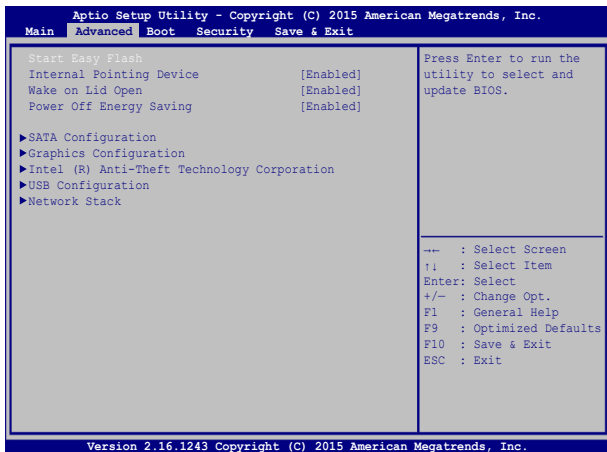 Aptio Setup Utility - Copyright (C) 2015 American Megatrends, Inc.
Main Advanced Boot Security Save & Exit
Start Easy Flash
Internal Pointing Device [Enabled]
Wake on Lid Open [Enabled]
Power Off Energy Saving [Enabled]
▶SATA Configuration
▶Graphics Configuration
▶Intel (R) Anti-Theft Technology Corporation
▶USB Configuration
▶Network Stack
Press Enter to run the
utility to select and
update BIOS.
→← : Select Screen
↑↓ : Select Item
Enter: Select
+/— : Change Opt.
F1 : General Help
F9 : Optimized Defaults
F10 : Save & Exit
ESC : Exit
Version 2.16.1243 Copyright (C) 2015 American Megatrends, Inc.